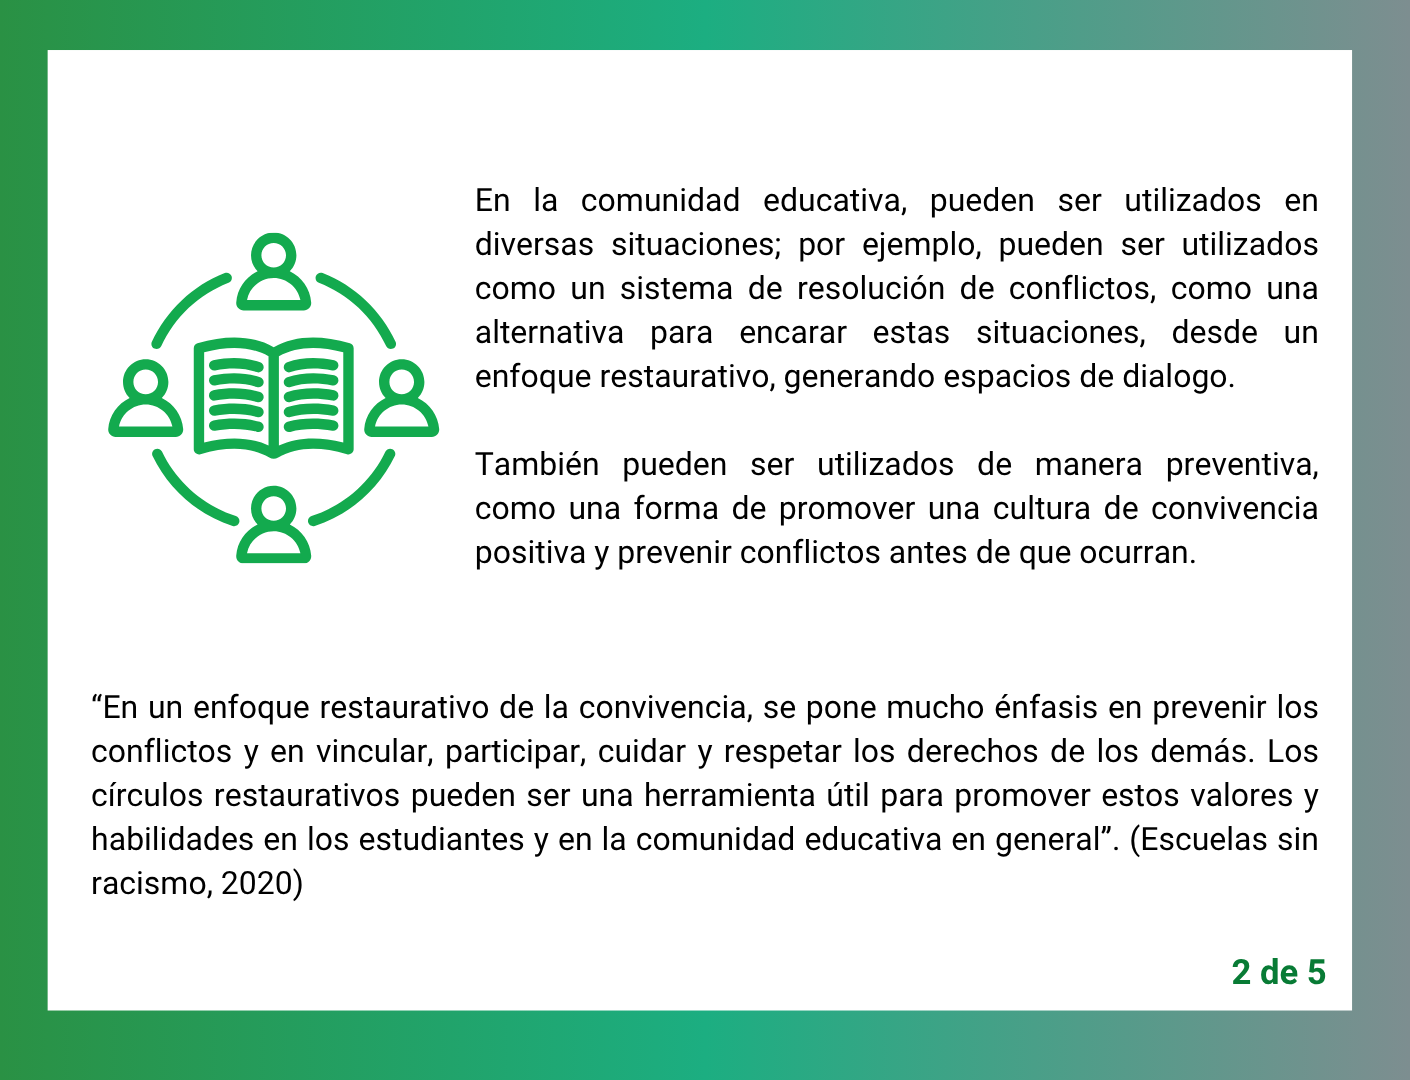 En la comunidad educativa, pueden ser utilizados en
diversas situaciones; por ejemplo, pueden ser utilizados
como un sistema de resolución de conflictos, como una
alternativa para encarar estas situaciones, desde un
enfoque restaurativo, generando espacios de dialogo.
También pueden ser utilizados de manera preventiva,
como una forma de promover una cultura de convivencia
positiva y prevenir conflictos antes de que ocurran.
“En un enfoque restaurativo de la convivencia, se pone mucho énfasis en prevenir los
conflictos y en vincular, participar, cuidar y respetar los derechos de los demás. Los
círculos restaurativos pueden ser una herramienta útil para promover estos valores y
habilidades en los estudiantes y en la comunidad educativa en general”. (Escuelas sin
racismo, 2020)
2 de 5